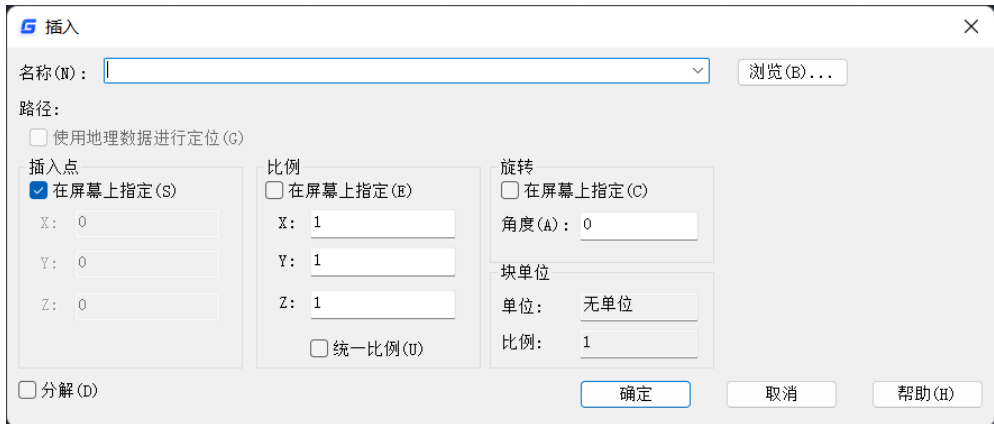 插入
名称(N): 浏览(B)...
路径:
使用地理数据进行定位(G)
插入点
在屏幕上指定(S)
X: 0
Y: 0
Z: 0
比例
在屏幕上指定(E)
X: 1
Y: 1
Z: 1
统一比例(U)
旋转
在屏幕上指定(C)
角度(A): 0
块单位
单位: 无单位
比例: 1
分解(D)
确定 取消 帮助(H)